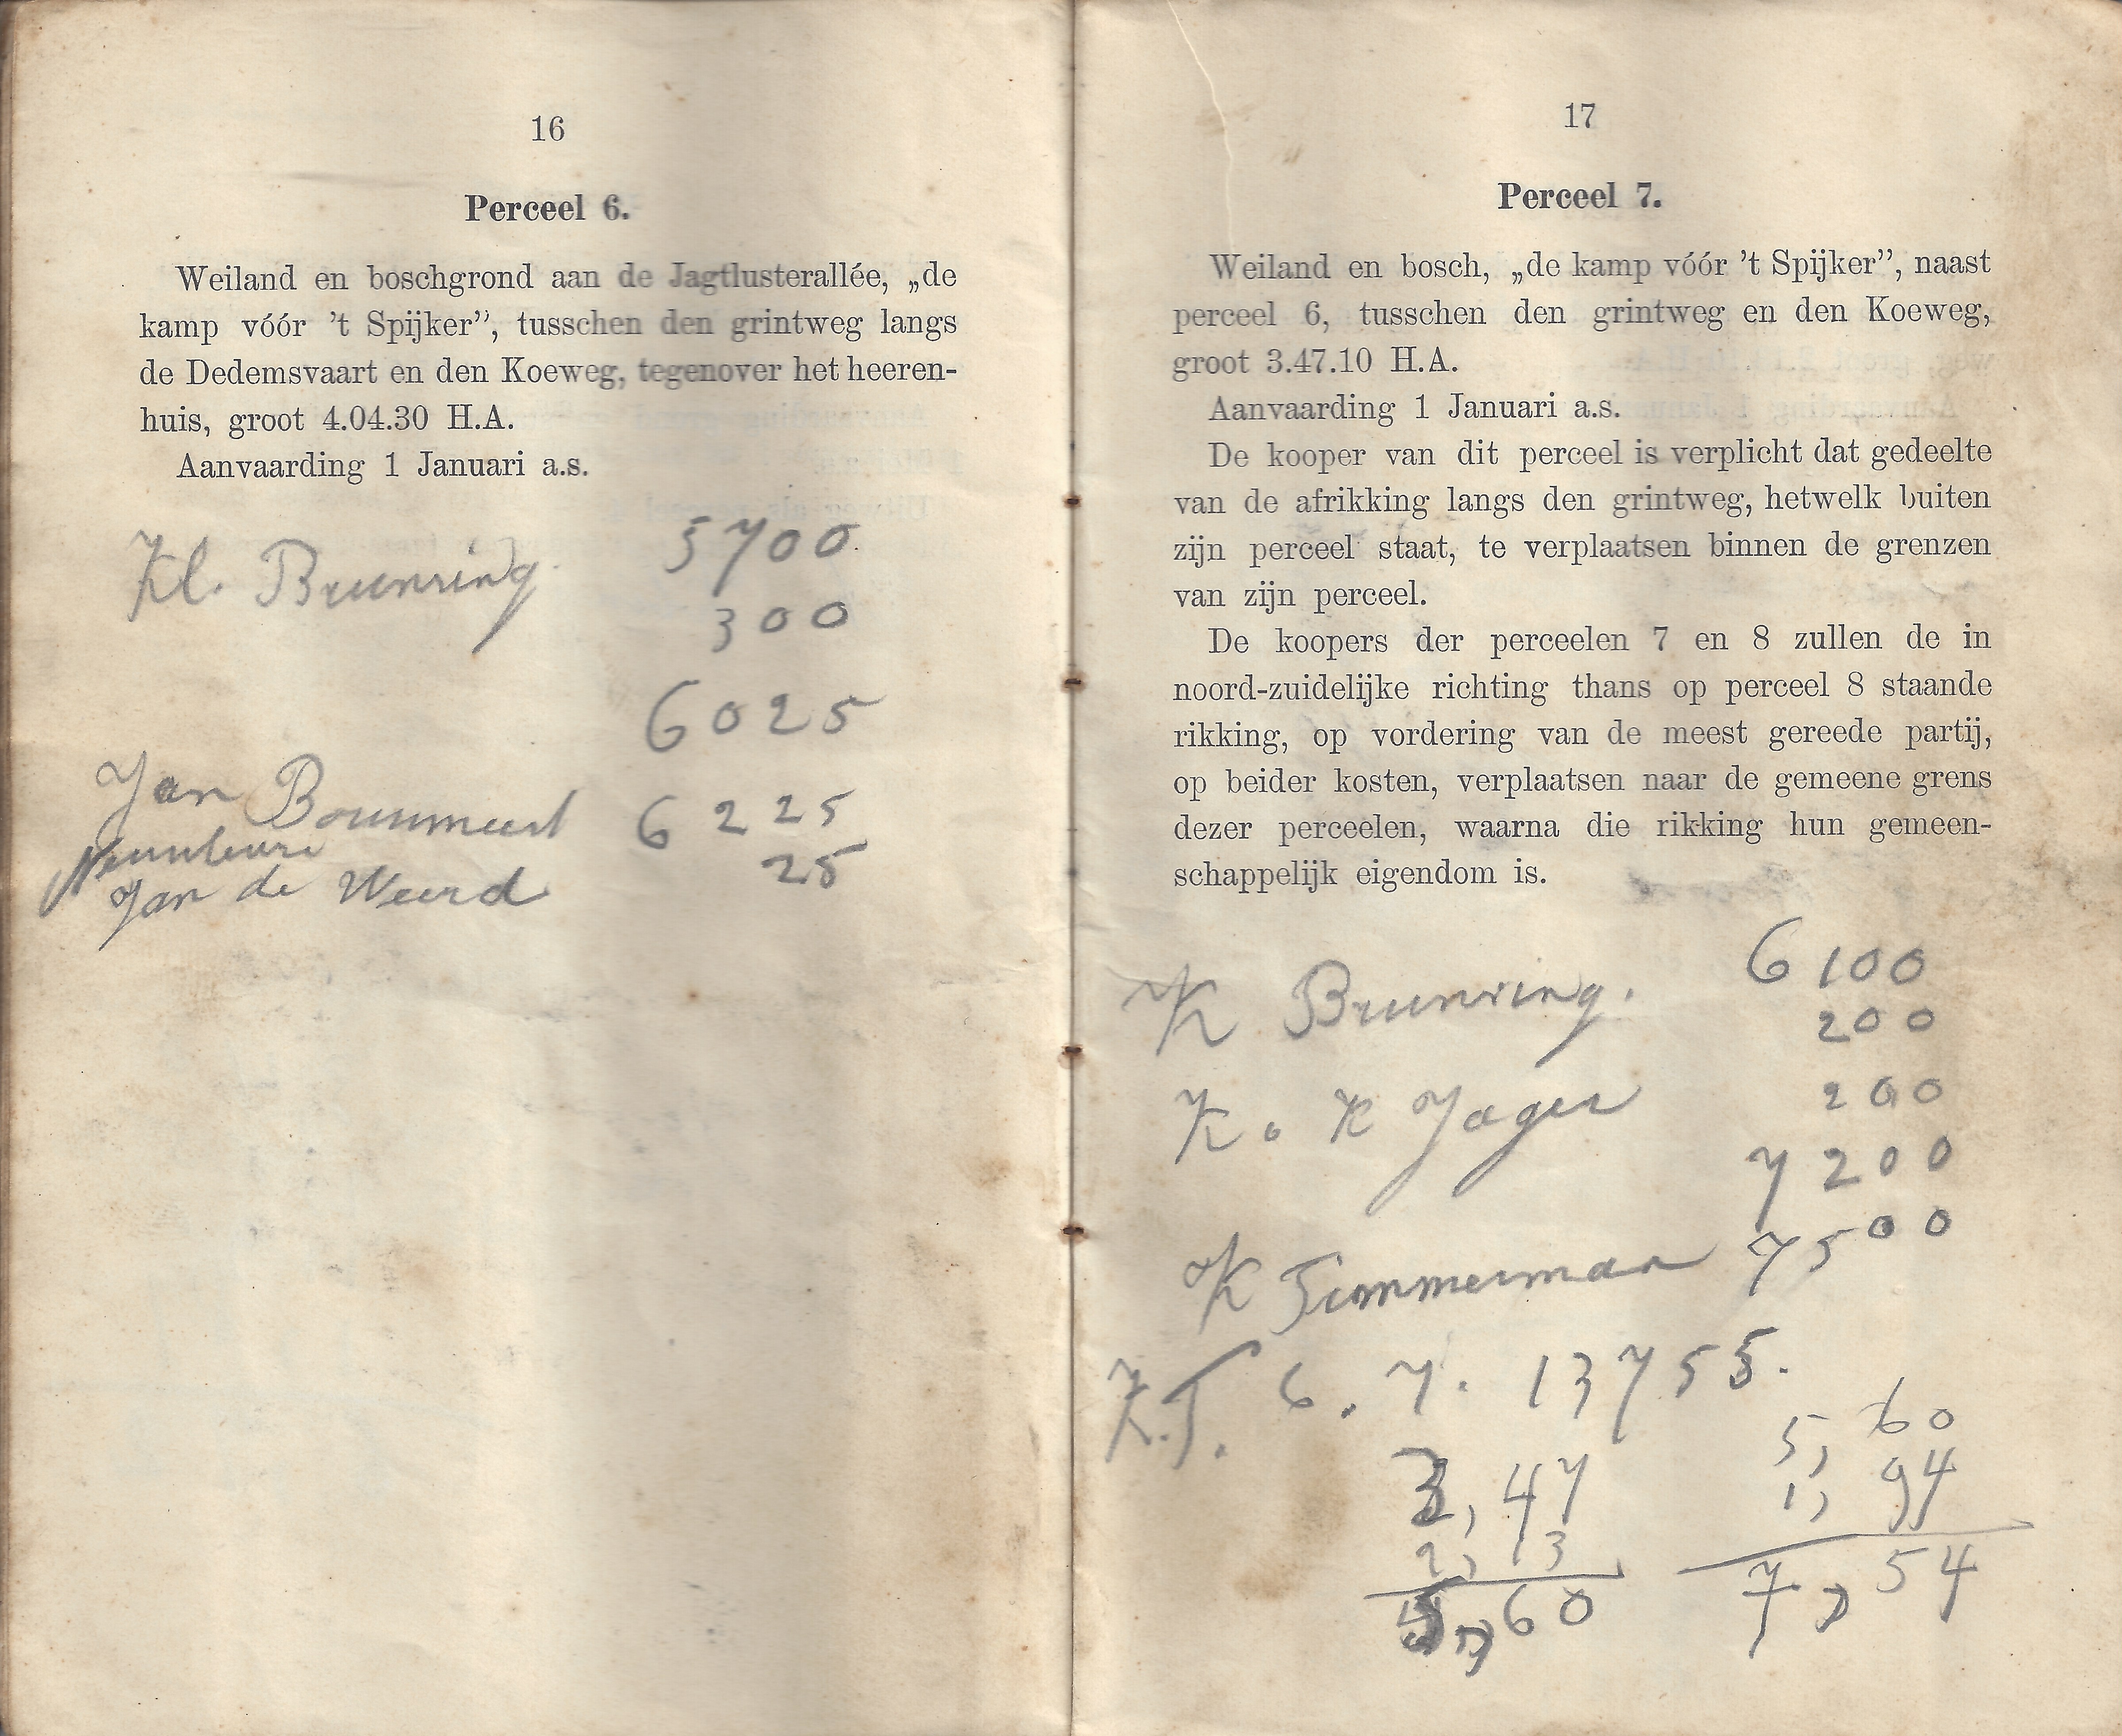 16
Perceel 6.
Weiland en boschgrond aan de Jagtlusterallée, „de
kamp vóór 't Spijker”, tusschen den grintweg langs
de Dedemsvaart en den Koeweg, tegenover het heeren-
huis, groot 4.04.30 H.A.
Aanvaarding 1 Januari a.s.
Kl. Brunning 5700
300
6025
Jan 6225
25
Jan de Weerd
17
Perceel 7.
Weiland en bosch, „de kamp vóór 't Spijker”, naast
perceel 6, tusschen den grintweg en den Koeweg,
groot 3.47.10 H.A.
Aanvaarding 1 Januari a.s.
De kooper van dit perceel is verplicht dat gedeelte
van de afrikking langs den grintweg, hetwelk buiten
zijn perceel staat, te verplaatsen binnen de grenzen
van zijn perceel.
De koopers der perceelen 7 en 8 zullen de in
noord-zuidelijke richting thans op perceel 8 staande
rikking, op vordering van de meest gereede partij,
op beider kosten, verplaatsen naar de gemeene grens
dezer perceelen, waarna die rikking hun gemeen-
schappelijk eigendom is.
K Brunning. 6100
200
K. K Jager 200
7200
K Timmerman 7500
K.T. 6. 7. 13755.
3,47
2,13
5,60
5,60
1,94
7,54